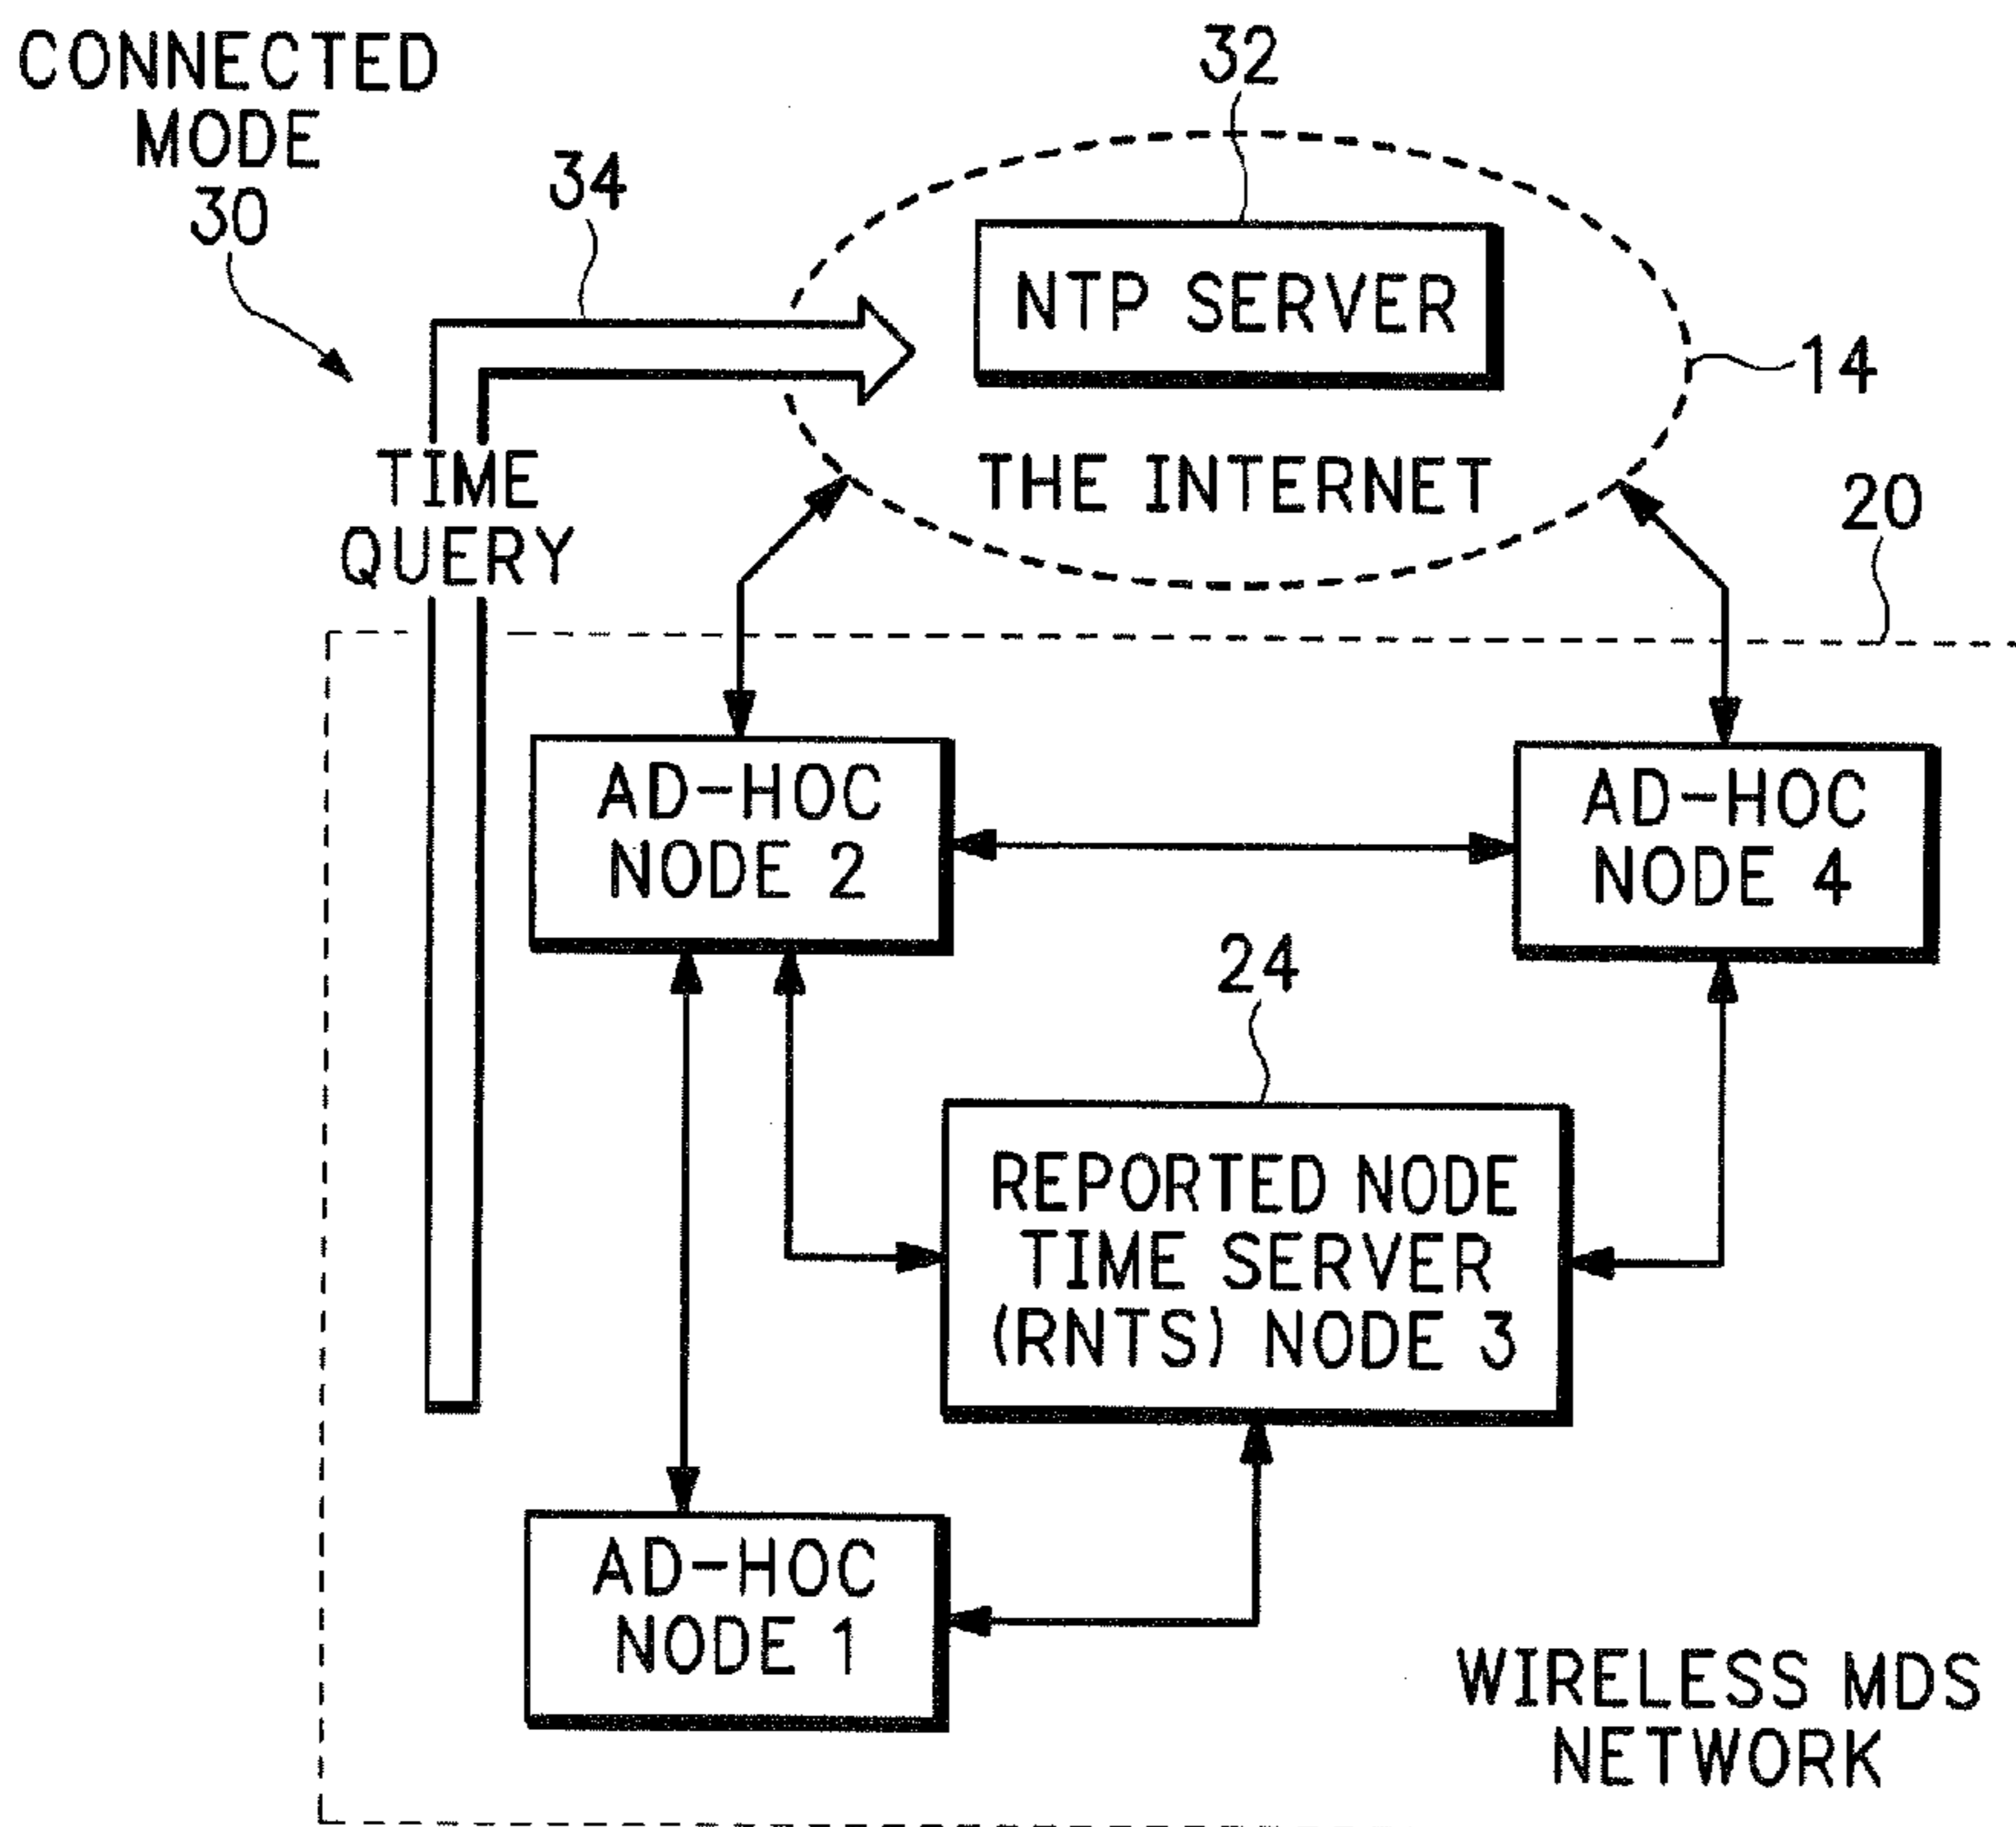 CONNECTED
MODE
30
34
32
NTP SERVER
14
THE INTERNET
TIME
QUERY
20
AD-HOC
NODE 2
AD-HOC
NODE 4
24
REPORTED NODE
TIME SERVER
(RNTS) NODE 3
AD-HOC
NODE 1
WIRELESS MDS
NETWORK